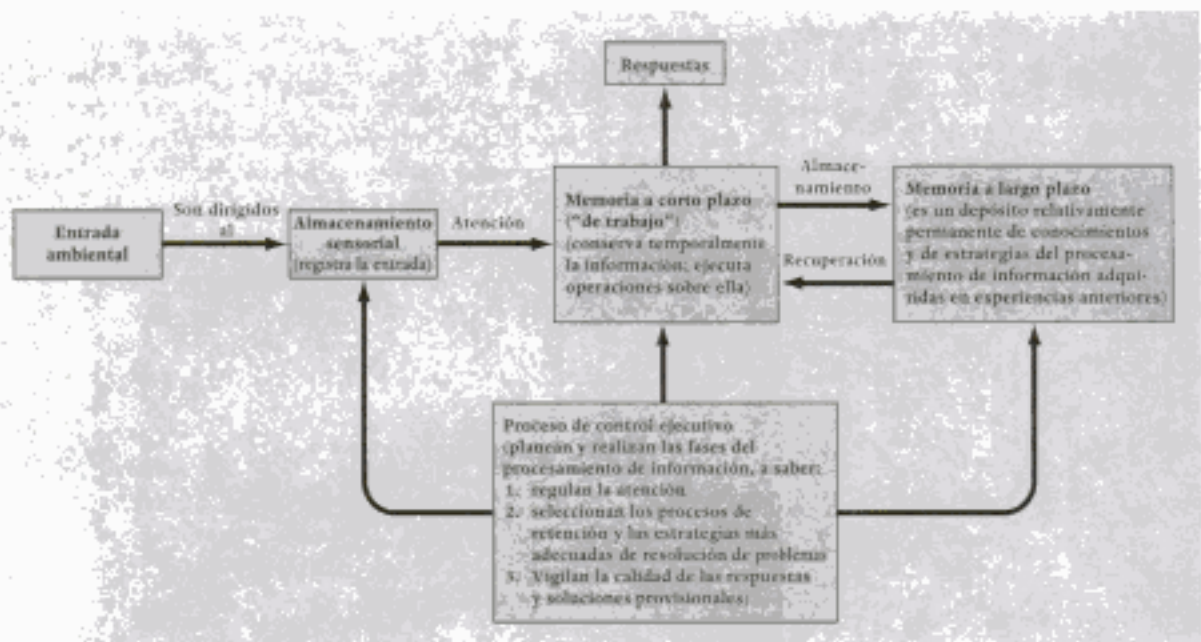 Respuestas
Entrada
ambiental
Son dirigidos
al
Almacenamiento
sensorial
(registra la entrada)
Atención
Memoria a corto plazo
("de trabajo")
(conserva temporalmente
la información; ejecuta
operaciones sobre ella)
Almace-
namiento
Recuperación
Memoria a largo plazo
(es un depósito relativamente
permanente de conocimientos
y de estrategias del procesa-
miento de información adqui-
ridas en experiencias anteriores)
Proceso de control ejecutivo
(planean y realizan las fases del
procesamiento de información, a saber:
1. regulan la atención
2. seleccionan los procesos de
retención y las estrategias más
adecuadas de resolución de problemas
3. Vigilan la calidad de las respuestas
y soluciones provisionales)